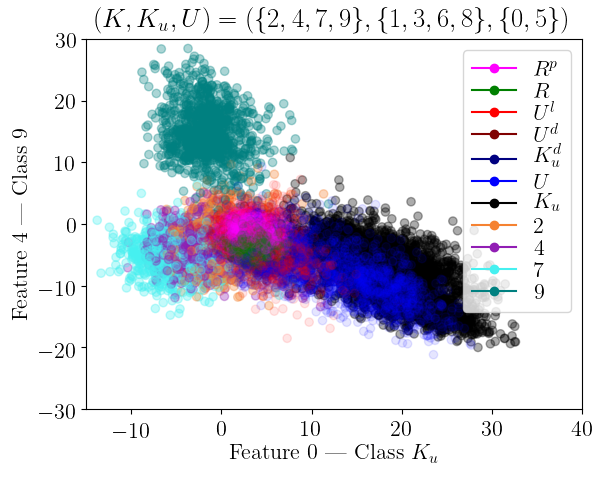 (K, K_u, U) = ({2, 4, 7, 9}, {1, 3, 6, 8}, {0, 5})
30
20
10
0
−10
−20
−30
Feature 4 — Class 9
R^p
R
U^l
U^d
K_u^d
U
K_u
2
4
7
9
−10
0
10
20
30
40
Feature 0 — Class K_u